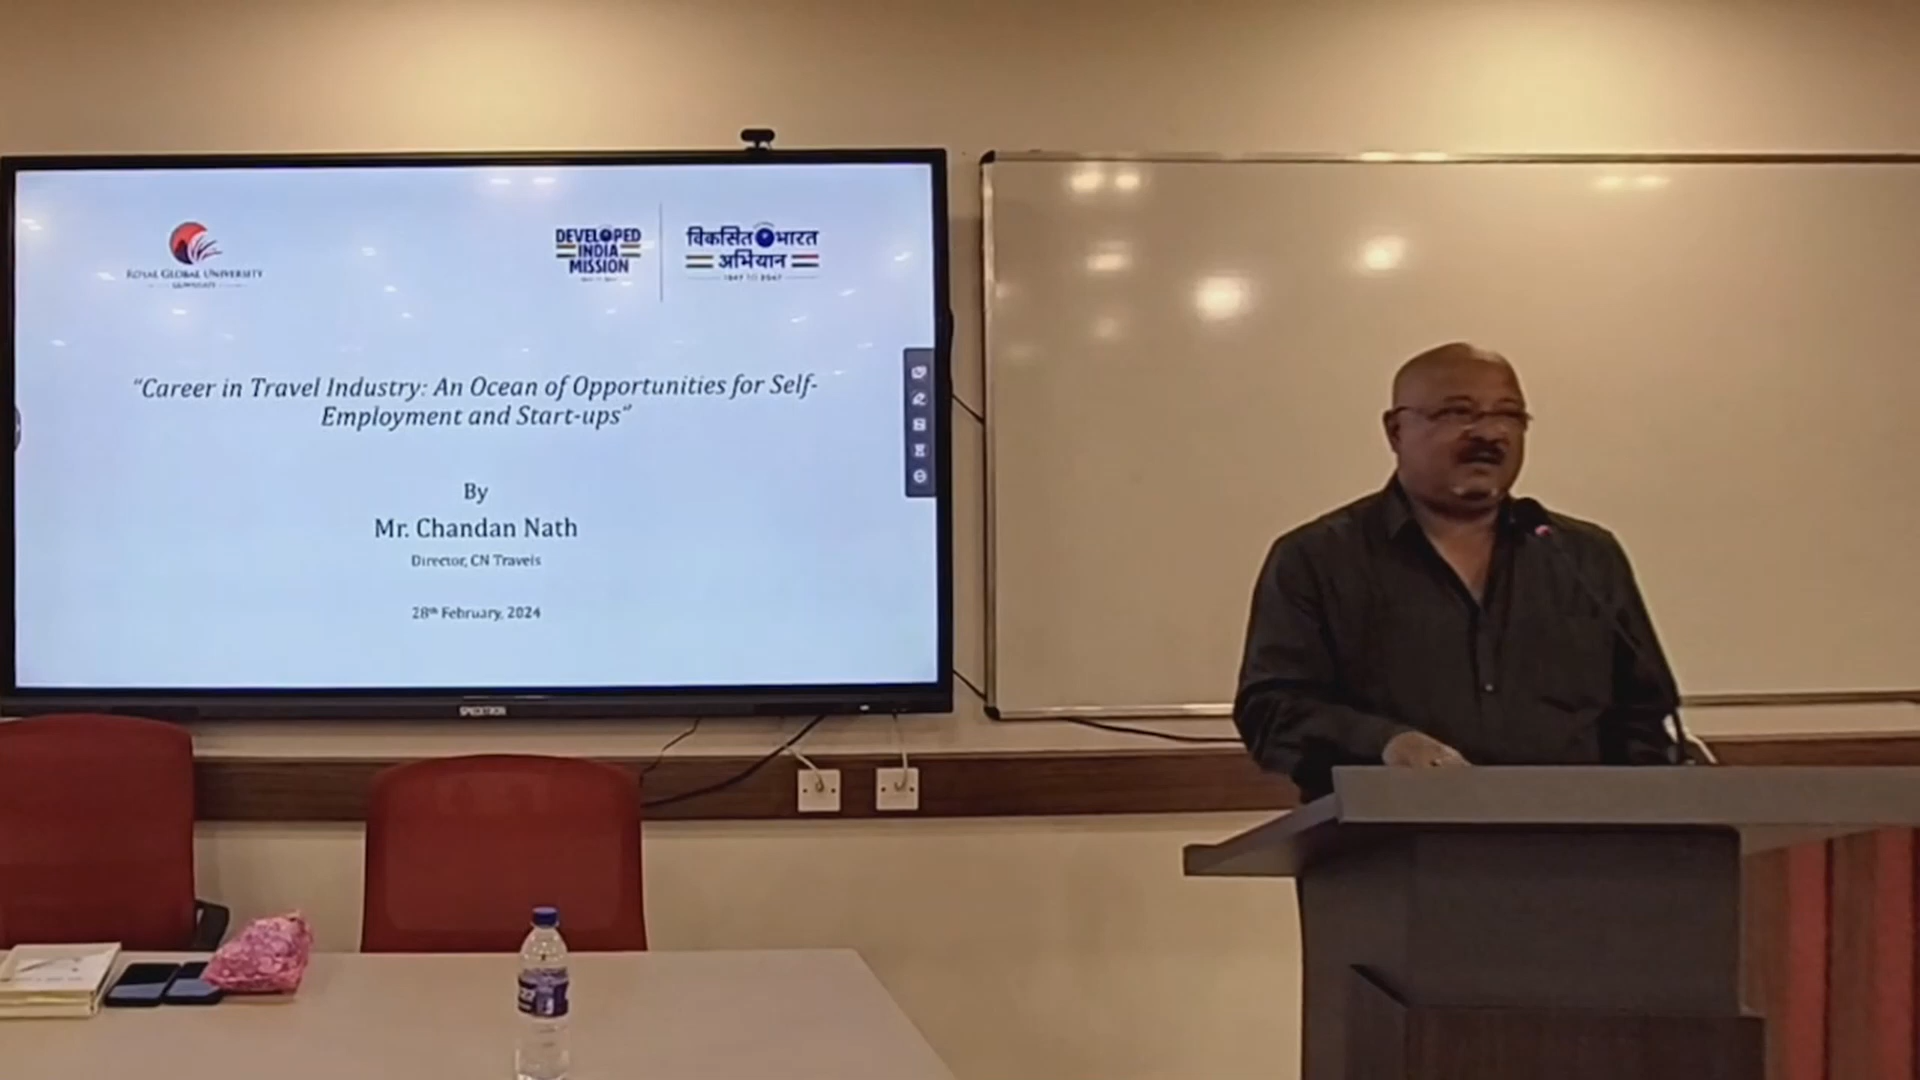 ROYAL GLOBAL UNIVERSITY
GUWAHATI
DEVELOPED
INDIA
MISSION
विकसित भारत
अभियान
1947 TO 2047
“Career in Travel Industry: An Ocean of Opportunities for Self-
Employment and Start-ups”
By
Mr. Chandan Nath
Director, CN Travels
28th February, 2024